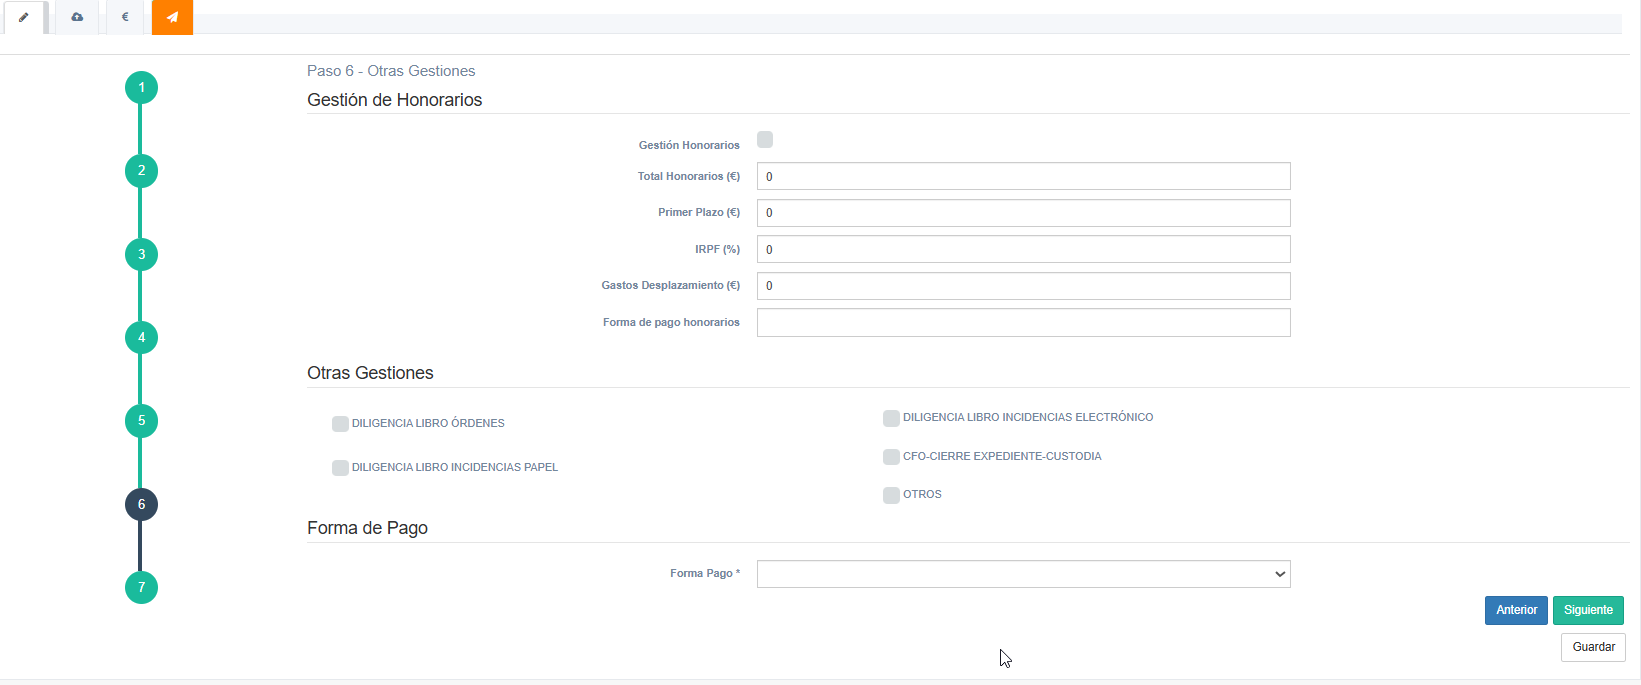 €
1
2
3
4
5
6
7
Paso 6 - Otras Gestiones
Gestión de Honorarios
Gestión Honorarios
Total Honorarios (€) 0
Primer Plazo (€) 0
IRPF (%) 0
Gastos Desplazamiento (€) 0
Forma de pago honorarios
Otras Gestiones
DILIGENCIA LIBRO ÓRDENES
DILIGENCIA LIBRO INCIDENCIAS PAPEL
DILIGENCIA LIBRO INCIDENCIAS ELECTRÓNICO
CFO-CIERRE EXPEDIENTE-CUSTODIA
OTROS
Forma de Pago
Forma Pago *
Anterior Siguiente
Guardar